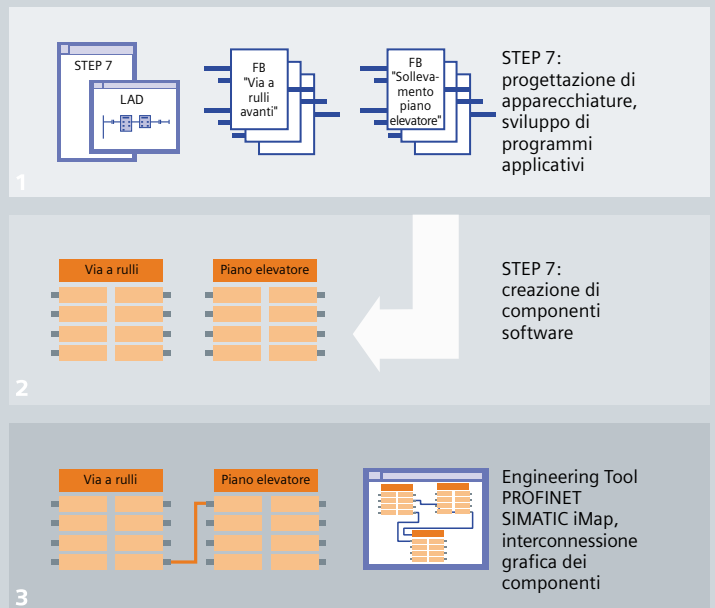 STEP 7
LAD
FB
"Via a
rulli
avanti"
FB
"Solleva-
mento
piano
elevatore"
STEP 7:
progettazione di
apparecchiature,
sviluppo di
programmi
applicativi
1
Via a rulli
Piano elevatore
STEP 7:
creazione di
componenti
software
2
Via a rulli
Piano elevatore
Engineering Tool
PROFINET
SIMATIC iMap,
interconnessione
grafica dei
componenti
3